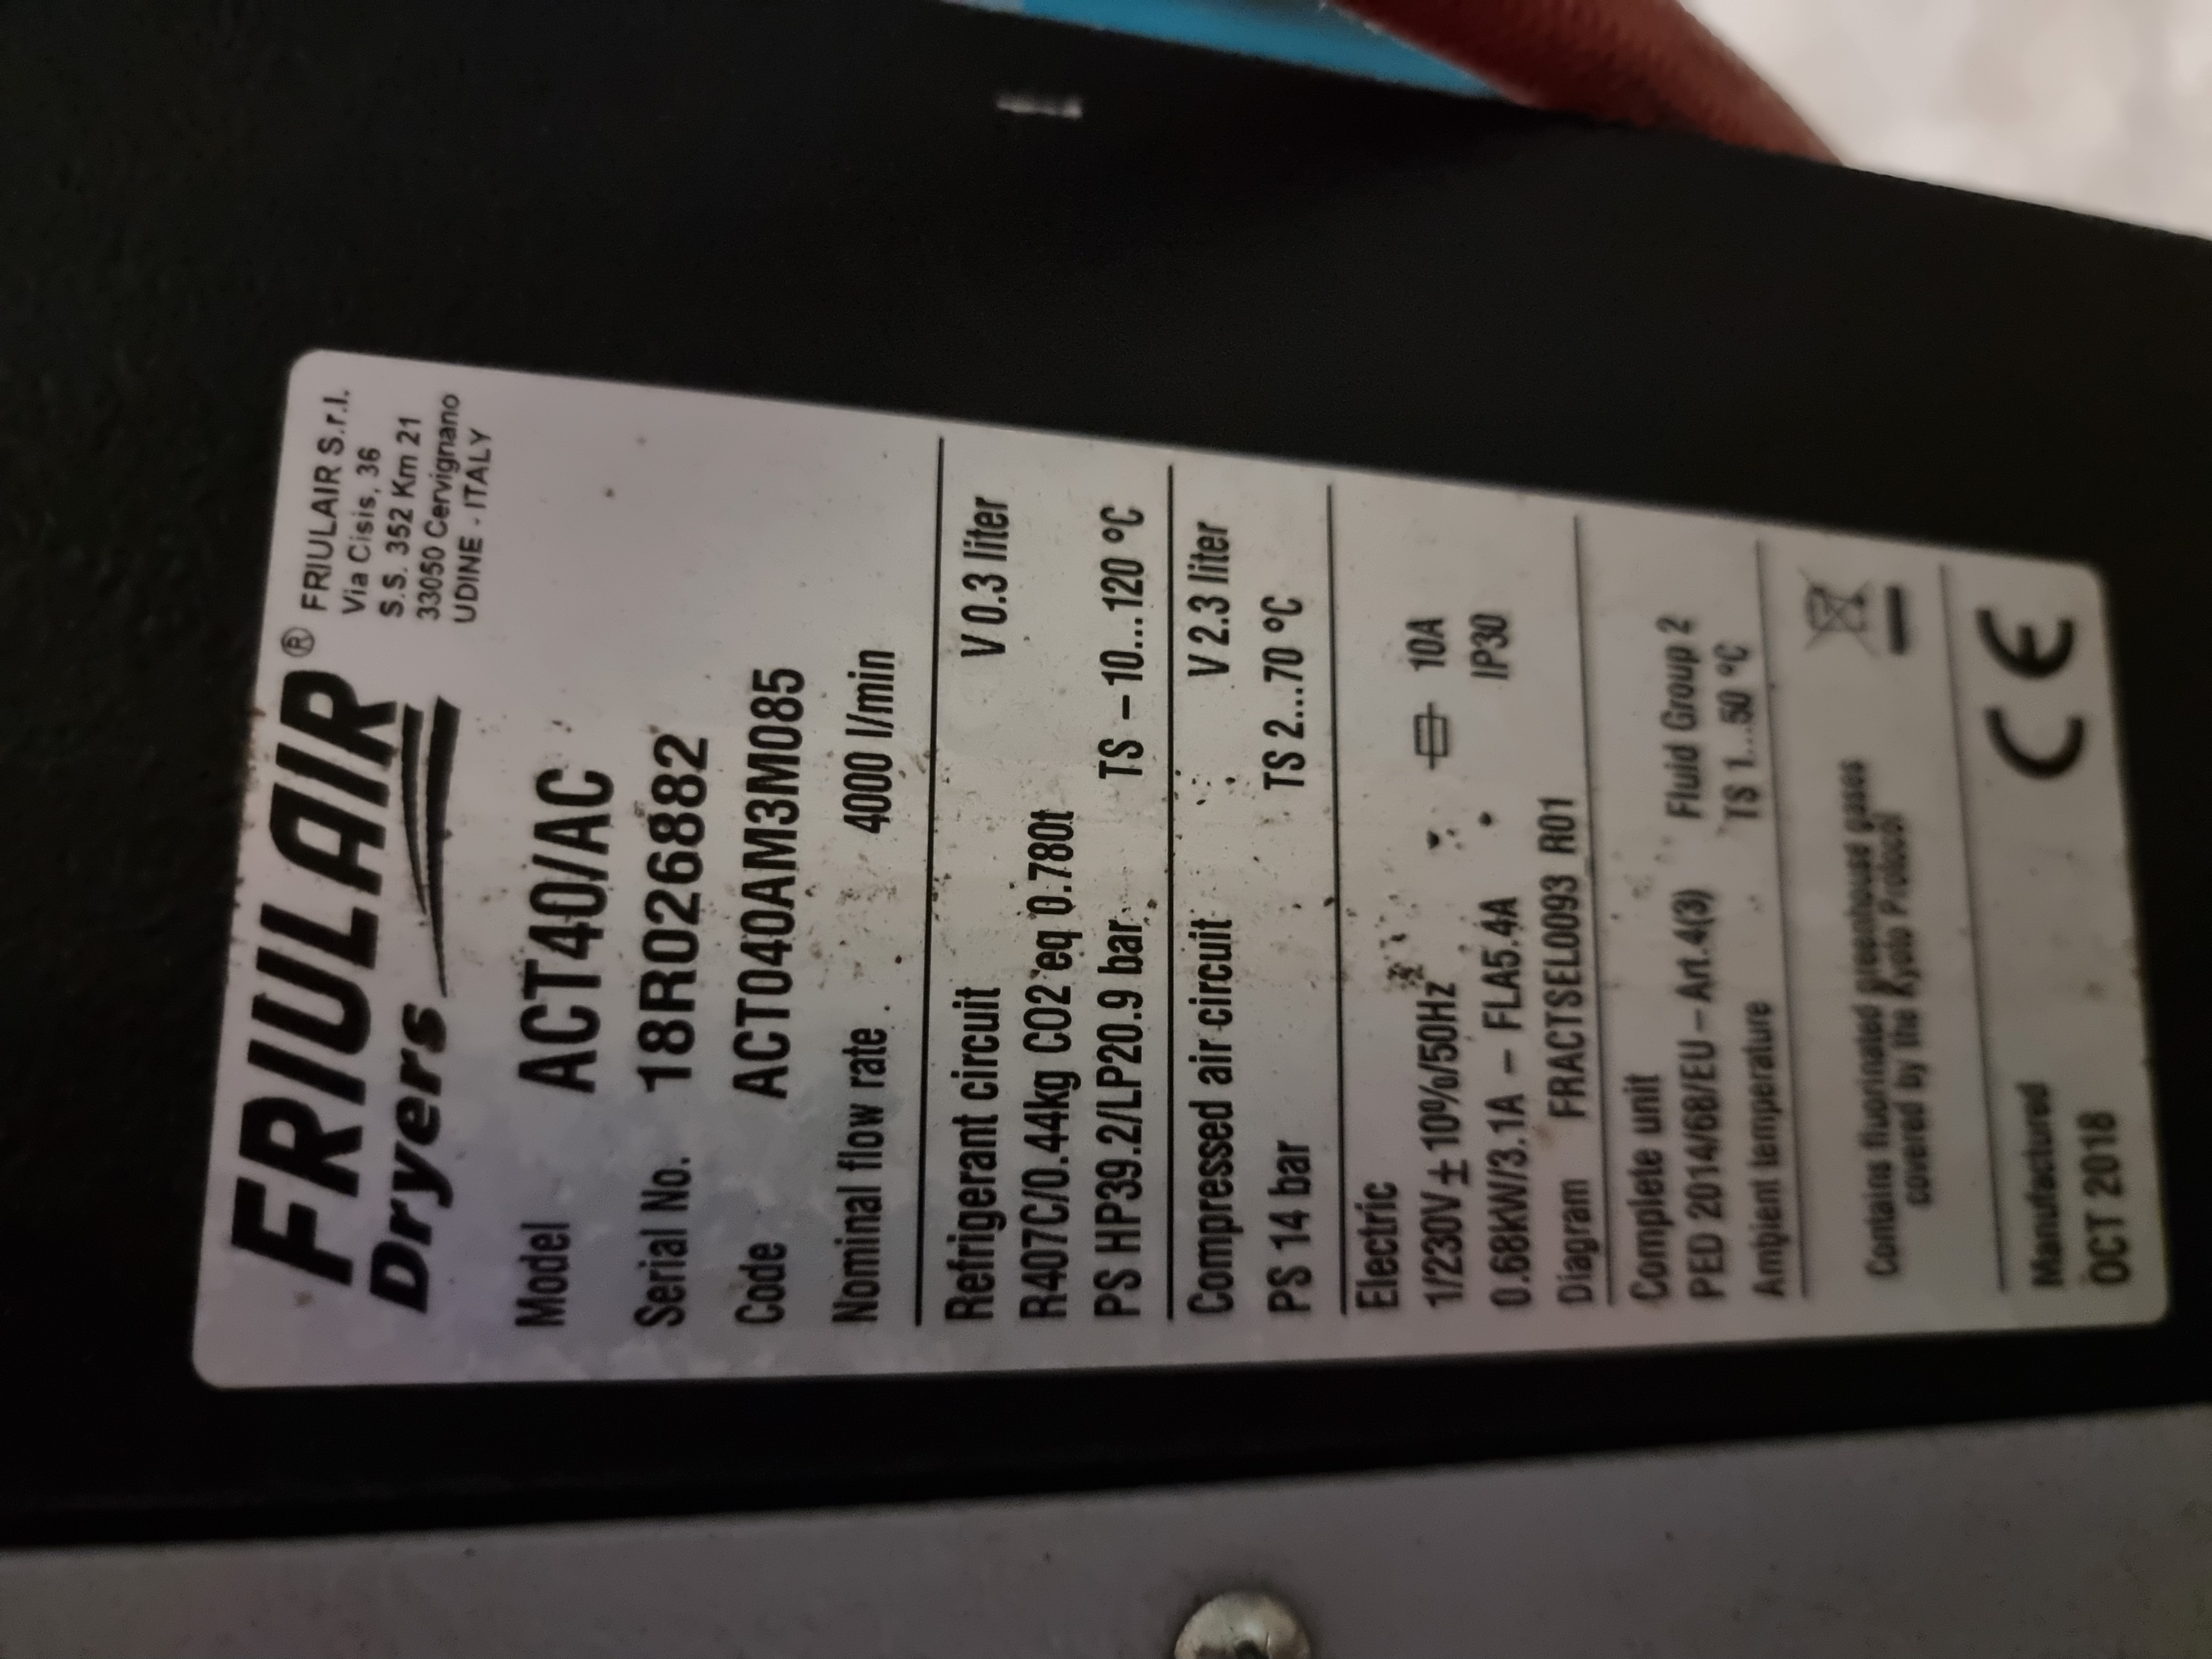 FRIULAIR®
Dryers
FRIULAIR S.r.l.
Via Cisis, 36
S.S. 352 Km 21
33050 Cervignano
UDINE - ITALY
Model ACT40/AC
Serial No. 18R026882
Code ACT040AM3M085
Nominal flow rate 4000 l/min
Refrigerant circuit V 0.3 liter
R407C/0.44kg CO2 eq 0.780t
PS HP39.2/LP20.9 bar TS – 10...120 ºC
Compressed air circuit V 2.3 liter
PS 14 bar TS 2...70 ºC
Electric
1/230V ± 10%/50Hz 10A
0.68kW/3.1A – FLA5.4A IP30
Diagram FRACTSEL0093_R01
Complete unit
PED 2014/68/EU – Art.4(3) Fluid Group 2
Ambient temperature TS 1...50 ºC
Contains fluorinated greenhouse gases
covered by the Kyoto Protocol
Manufactured
OCT 2018
CE